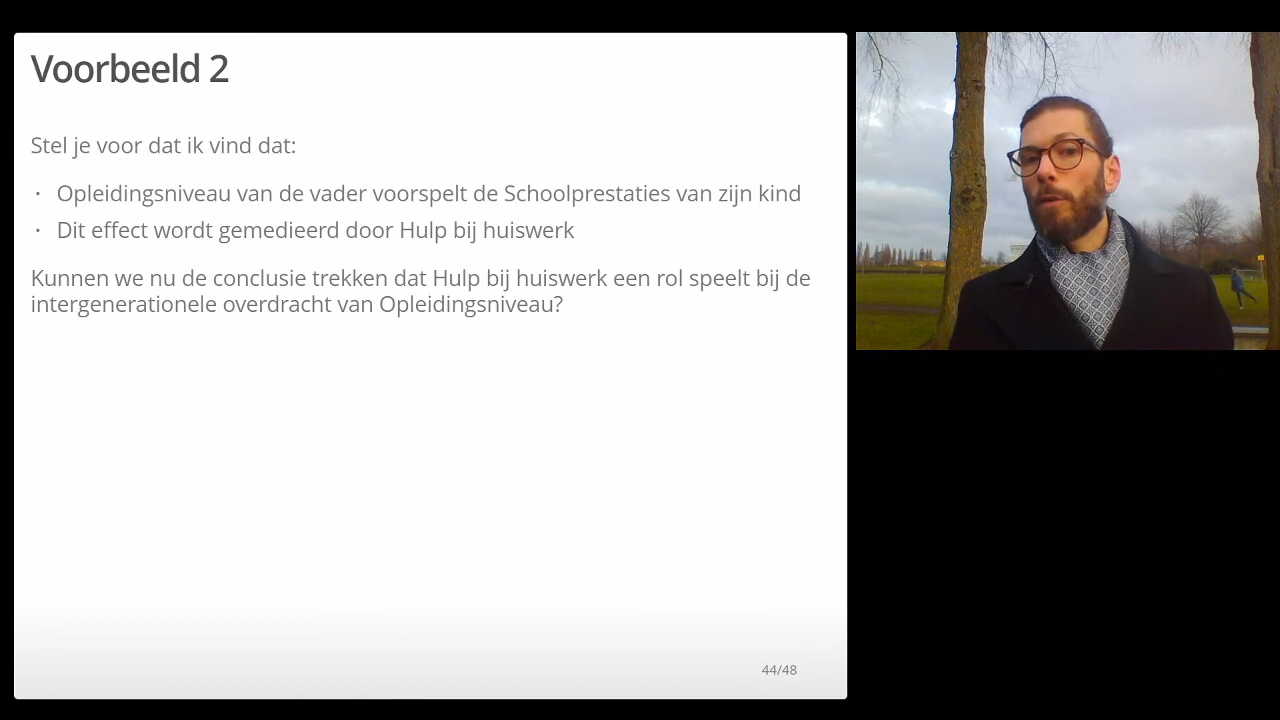 Voorbeeld 2
Stel je voor dat ik vind dat:
· Opleidingsniveau van de vader voorspelt de Schoolprestaties van zijn kind
· Dit effect wordt gemedieerd door Hulp bij huiswerk
Kunnen we nu de conclusie trekken dat Hulp bij huiswerk een rol speelt bij de
intergenerationele overdracht van Opleidingsniveau?
44/48